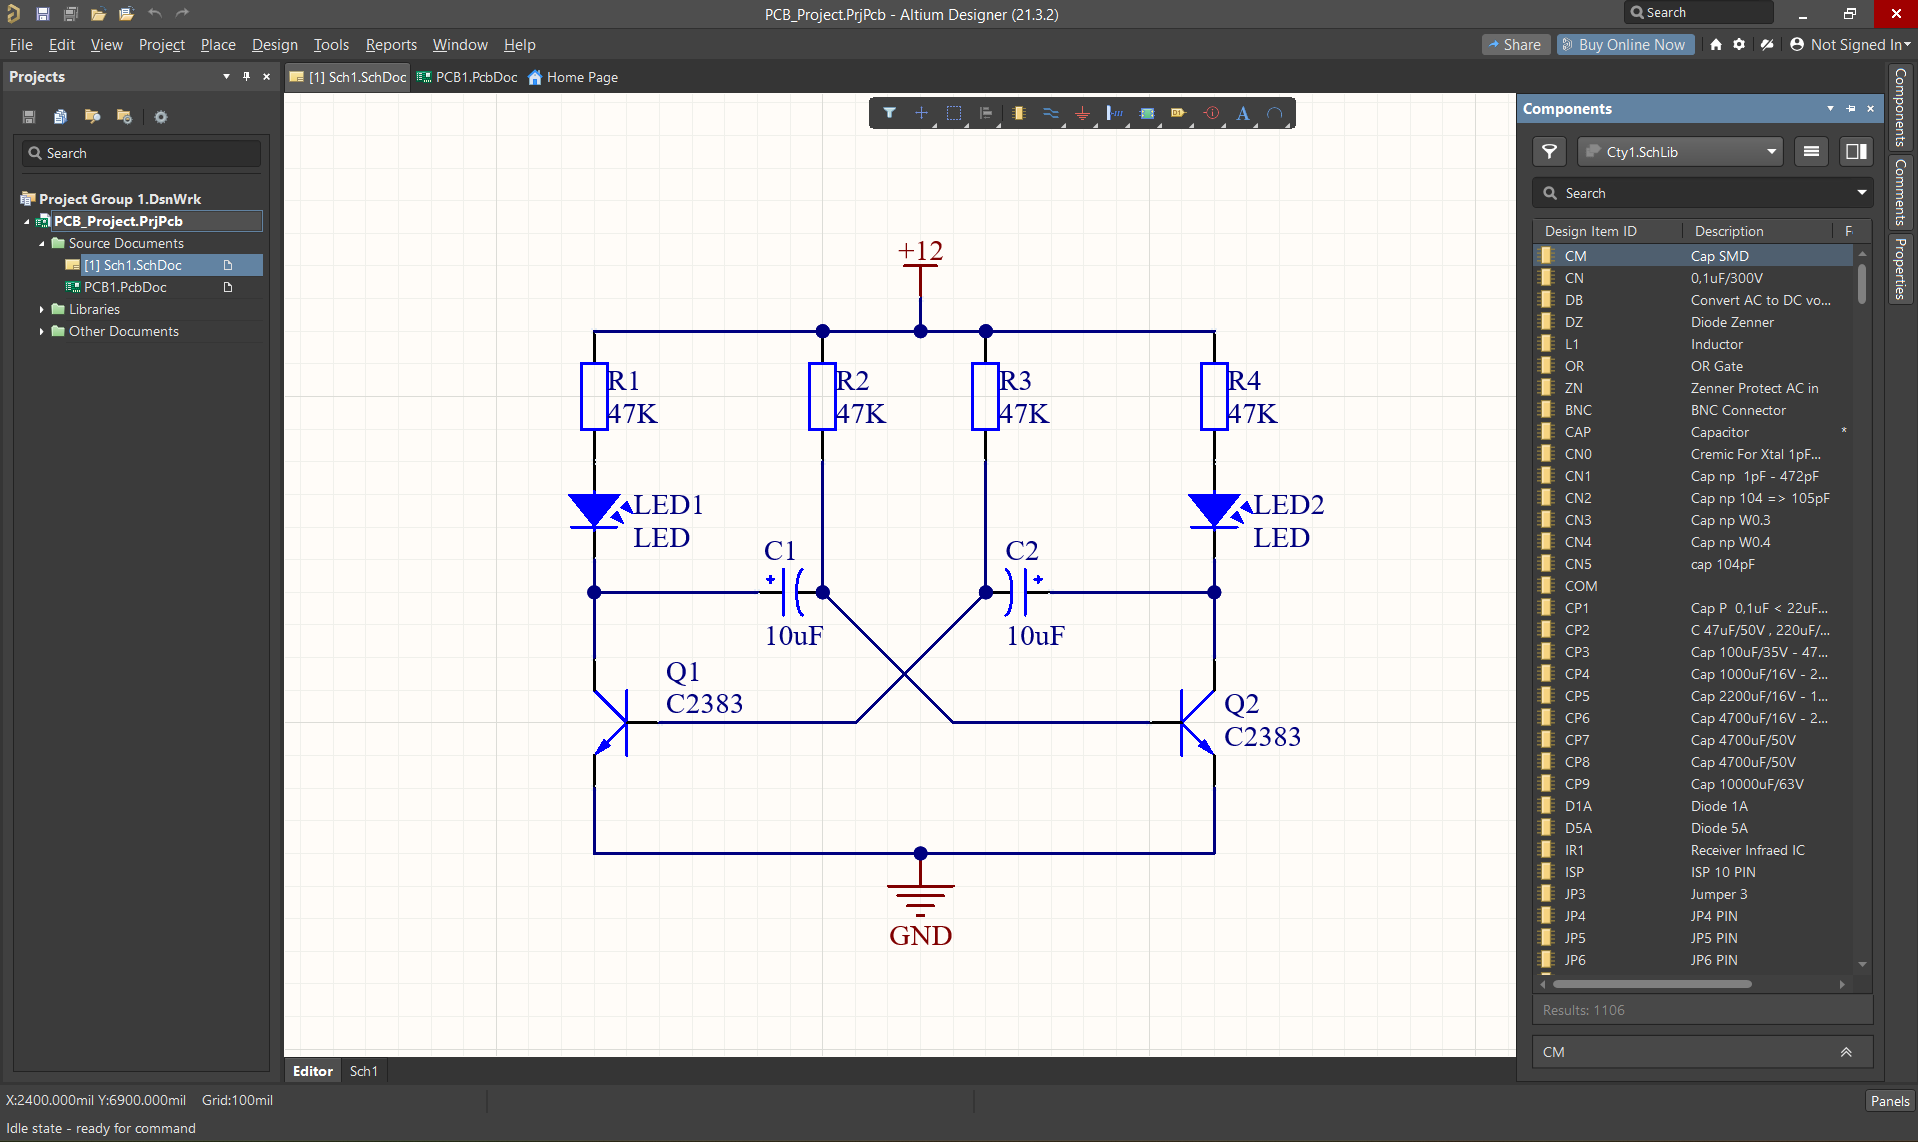 PCB_Project.PrjPcb - Altium Designer (21.3.2)
Search
File Edit View Project Place Design Tools Reports Window Help
Share
Buy Online Now
Not Signed In
Projects
[1] Sch1.SchDoc
PCB1.PcbDoc
Home Page
Search
Project Group 1.DsnWrk
PCB_Project.PrjPcb
Source Documents
[1] Sch1.SchDoc
PCB1.PcbDoc
Libraries
Other Documents
+12
R1
47K
R2
47K
R3
47K
R4
47K
LED1
LED
LED2
LED
C1
10uF
C2
10uF
Q1
C2383
Q2
C2383
GND
Editor
Sch1
Components
Cty1.SchLib
Search
Design Item ID Description F
CM Cap SMD
CN 0,1uF/300V
DB Convert AC to DC vo...
DZ Diode Zenner
L1 Inductor
OR OR Gate
ZN Zenner Protect AC in
BNC BNC Connector
CAP Capacitor *
CN0 Cremic For Xtal 1pF...
CN1 Cap np 1pF - 472pF
CN2 Cap np 104 => 105pF
CN3 Cap np W0.3
CN4 Cap np W0.4
CN5 cap 104pF
COM
CP1 Cap P 0,1uF < 22uF...
CP2 C 47uF/50V , 220uF/...
CP3 Cap 100uF/35V - 47...
CP4 Cap 1000uF/16V - 2...
CP5 Cap 2200uF/16V - 1...
CP6 Cap 4700uF/16V - 2...
CP7 Cap 4700uF/50V
CP8 Cap 4700uF/50V
CP9 Cap 10000uF/63V
D1A Diode 1A
D5A Diode 5A
IR1 Receiver Infraed IC
ISP ISP 10 PIN
JP3 Jumper 3
JP4 JP4 PIN
JP5 JP5 PIN
JP6 JP6 PIN
Results: 1106
CM
Components
Comments
Properties
X:2400.000mil Y:6900.000mil Grid:100mil
Panels
Idle state - ready for command